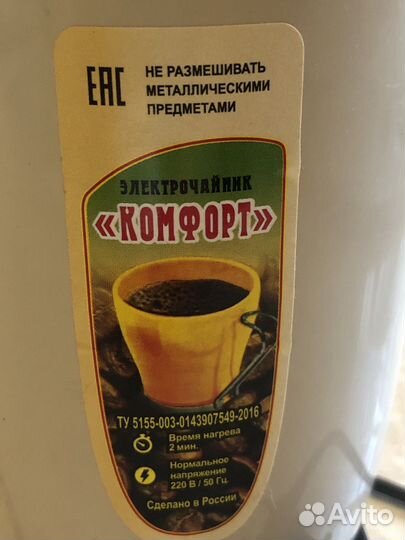 ЕАС
НЕ РАЗМЕШИВАТЬ
МЕТАЛЛИЧЕСКИМИ
ПРЕДМЕТАМИ
ЭЛЕКТРОЧАЙНИК
«КОМФОРТ»
ТУ 5155-003-0143907549-2016
Время нагрева
2 мин.
Нормальное
напряжение
220 В / 50 Гц.
Сделано в России
Avito